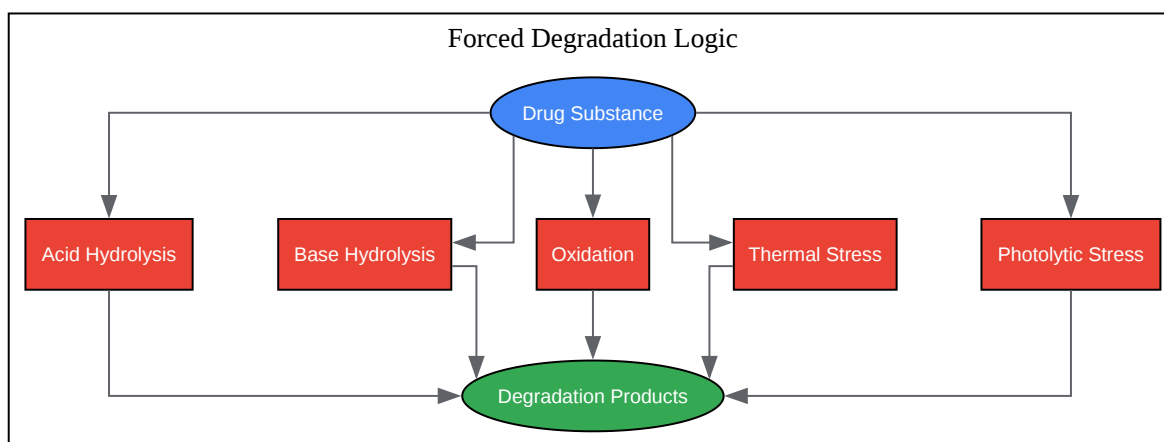 Forced Degradation Logic
Drug Substance
Acid Hydrolysis
Base Hydrolysis
Oxidation
Thermal Stress
Photolytic Stress
Degradation Products